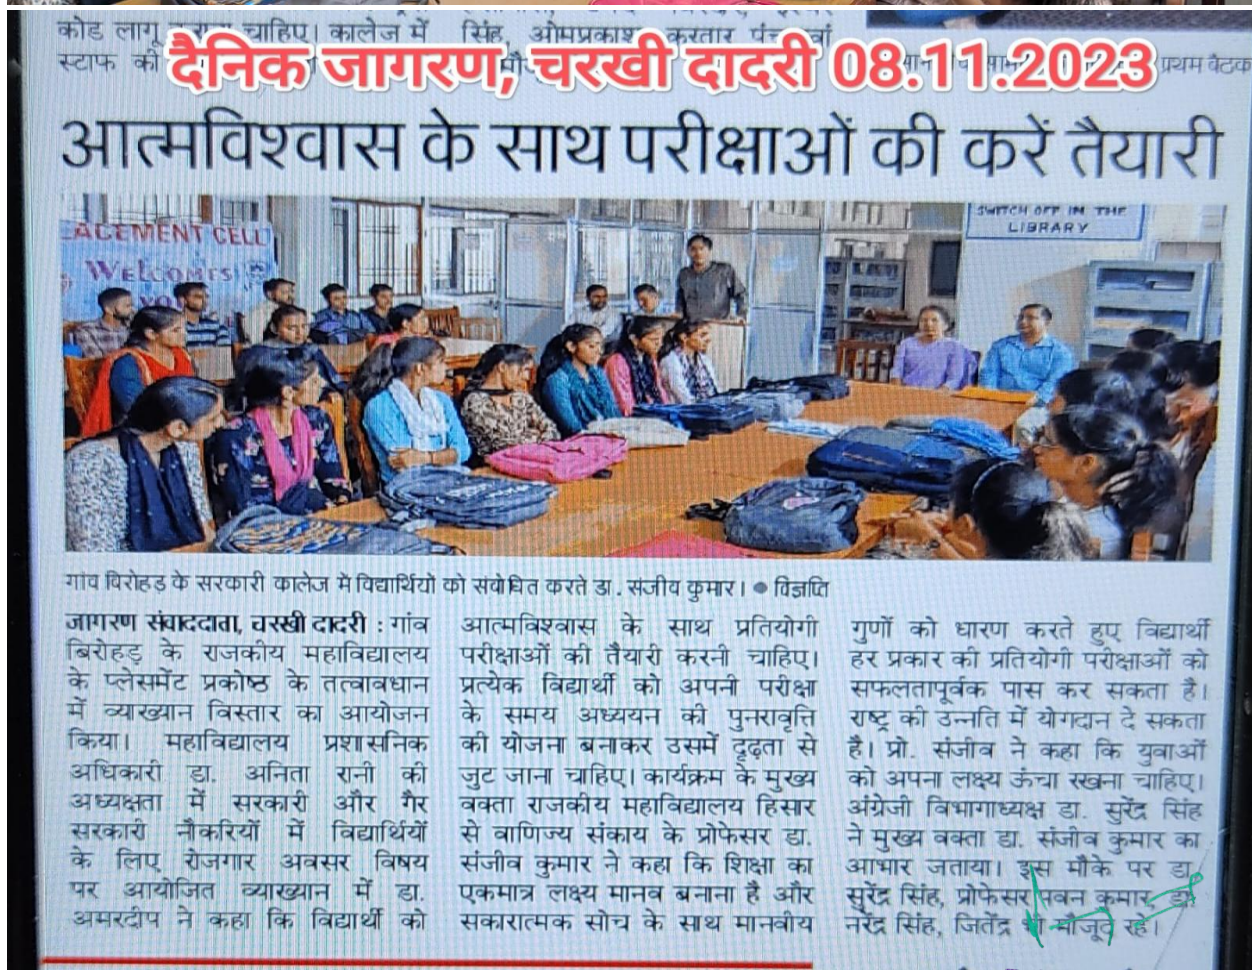 कोड लागू चाहिए। कालेज में सिंह, ओमप्रकाश, करतार
स्टाफ को
प्रथम बैठक
दैनिक जागरण, चरखी दादरी 08.11.2023
आत्मविश्वास के साथ परीक्षाओं की करें तैयारी
ACEMENT CELL
WELCOMES
YOU
SWITCH OFF IN THE
LIBRARY
गांव बिरोहड़ के सरकारी कालेज में विद्यार्थियों को संबोधित करते डा. संजीव कुमार। ● विज्ञप्ति
जागरण संवाददाता, चरखी दादरी : गांव
बिरोहड़ के राजकीय महाविद्यालय
के प्लेसमेंट प्रकोष्ठ के तत्वावधान
में व्याख्यान विस्तार का आयोजन
किया। महाविद्यालय प्रशासनिक
अधिकारी डा. अनिता रानी की
अध्यक्षता में सरकारी और गैर
सरकारी नौकरियों में विद्यार्थियों
के लिए रोजगार अवसर विषय
पर आयोजित व्याख्यान में डा.
अमरदीप ने कहा कि विद्यार्थी को
आत्मविश्वास के साथ प्रतियोगी
परीक्षाओं की तैयारी करनी चाहिए।
प्रत्येक विद्यार्थी को अपनी परीक्षा
के समय अध्ययन की पुनरावृत्ति
की योजना बनाकर उसमें दृढ़ता से
जुट जाना चाहिए। कार्यक्रम के मुख्य
वक्ता राजकीय महाविद्यालय हिसार
से वाणिज्य संकाय के प्रोफेसर डा.
संजीव कुमार ने कहा कि शिक्षा का
एकमात्र लक्ष्य मानव बनाना है और
सकारात्मक सोच के साथ मानवीय
गुणों को धारण करते हुए विद्यार्थी
हर प्रकार की प्रतियोगी परीक्षाओं को
सफलतापूर्वक पास कर सकता है।
राष्ट्र की उन्नति में योगदान दे सकता
है। प्रो. संजीव ने कहा कि युवाओं
को अपना लक्ष्य ऊंचा रखना चाहिए।
अंग्रेजी विभागाध्यक्ष डा. सुरेंद्र सिंह
ने मुख्य वक्ता डा. संजीव कुमार का
आभार जताया। इस मौके पर डा.
सुरेंद्र सिंह, प्रोफेसर पवन कुमार, डा.
नरेंद्र सिंह, जितेंद्र भी मौजूद रहे।